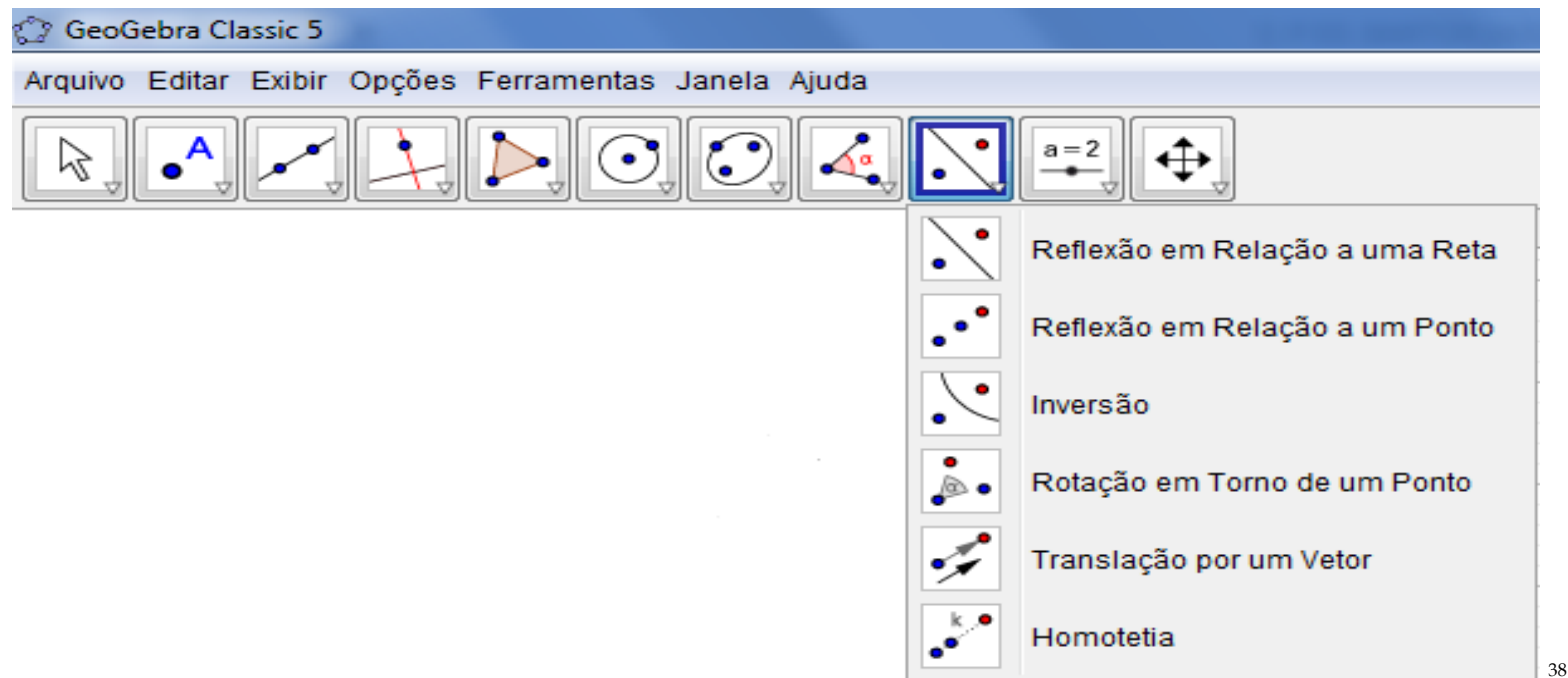 GeoGebra Classic 5
Arquivo Editar Exibir Opções Ferramentas Janela Ajuda
A α a = 2
Reflexão em Relação a uma Reta
Reflexão em Relação a um Ponto
Inversão
α Rotação em Torno de um Ponto
Translação por um Vetor
k Homotetia
38